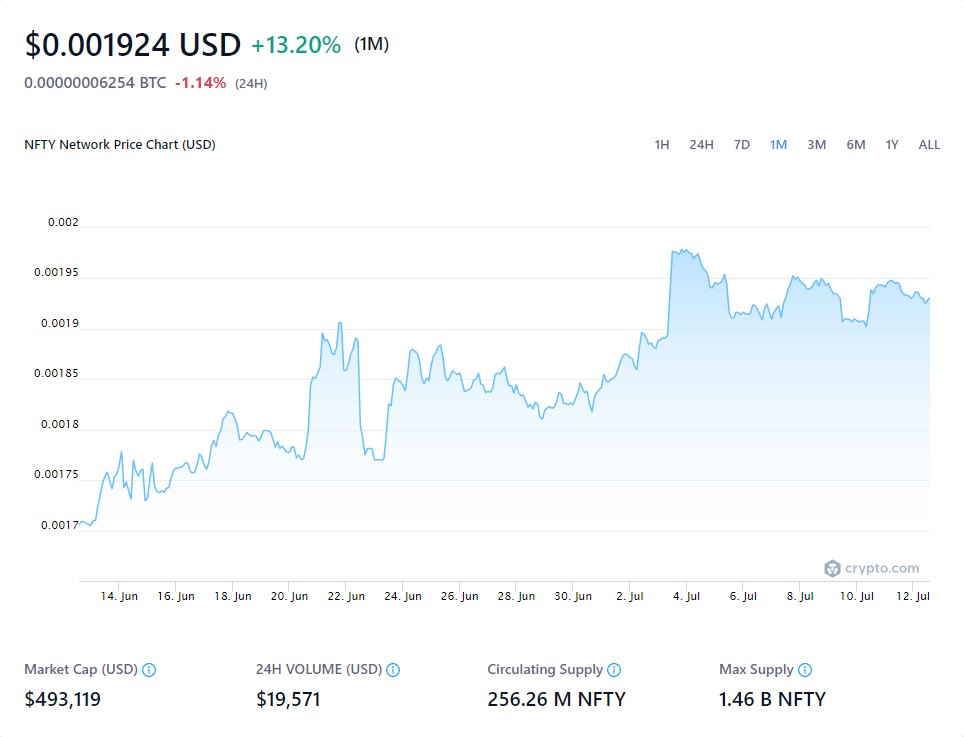 $0.001924 USD +13.20% (1M)
0.00000006254 BTC -1.14% (24H)
NFTY Network Price Chart (USD) 1H 24H 7D 1M 3M 6M 1Y ALL
0.002
0.00195
0.0019
0.00185
0.0018
0.00175
0.0017
crypto.com
14. Jun 16. Jun 18. Jun 20. Jun 22. Jun 24. Jun 26. Jun 28. Jun 30. Jun 2. Jul 4. Jul 6. Jul 8. Jul 10. Jul 12. Jul
Market Cap (USD) 24H VOLUME (USD) Circulating Supply Max Supply
$493,119 $19,571 256.26 M NFTY 1.46 B NFTY